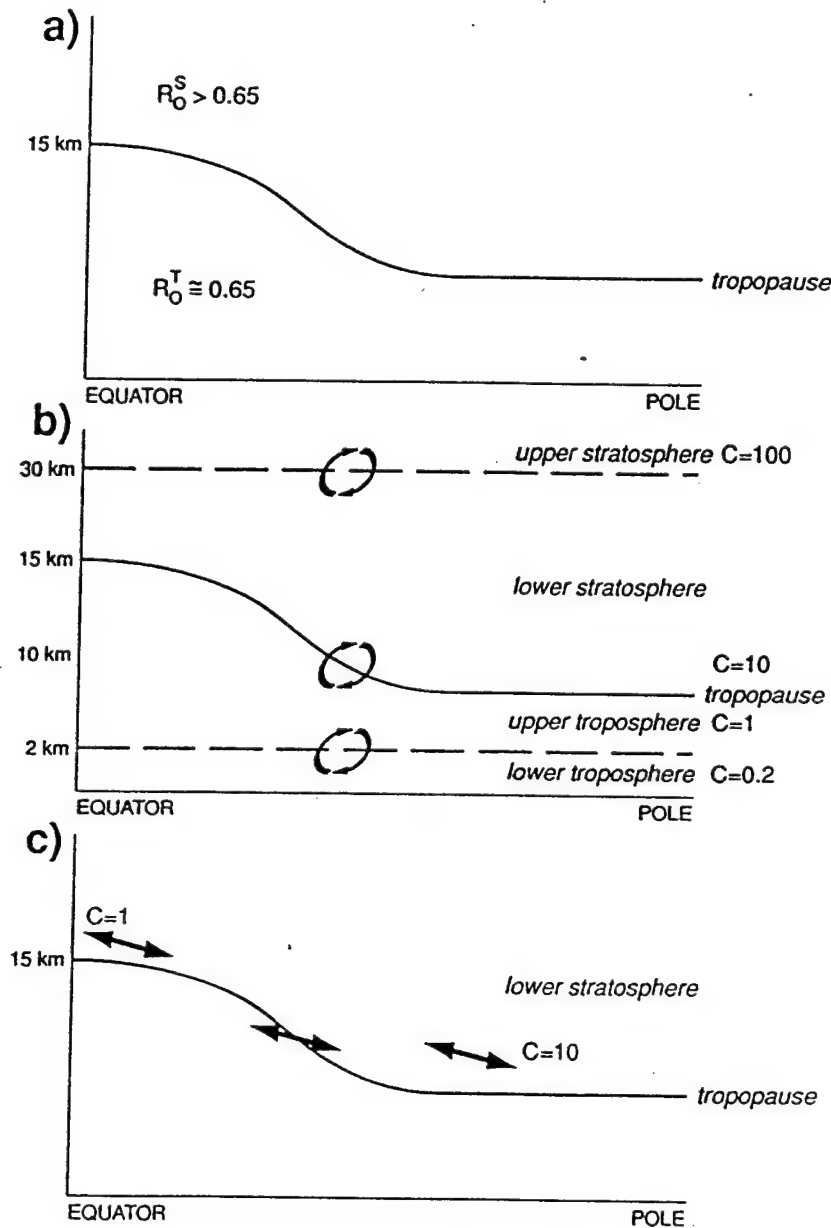 a)
R_O^S > 0.65
15 km
R_O^T ≅ 0.65
tropopause
EQUATOR POLE
b)
30 km
upper stratosphere C=100
15 km
lower stratosphere
10 km
C=10
tropopause
upper troposphere C=1
2 km
lower troposphere C=0.2
EQUATOR POLE
c)
C=1
15 km
lower stratosphere
C=10
tropopause
EQUATOR POLE